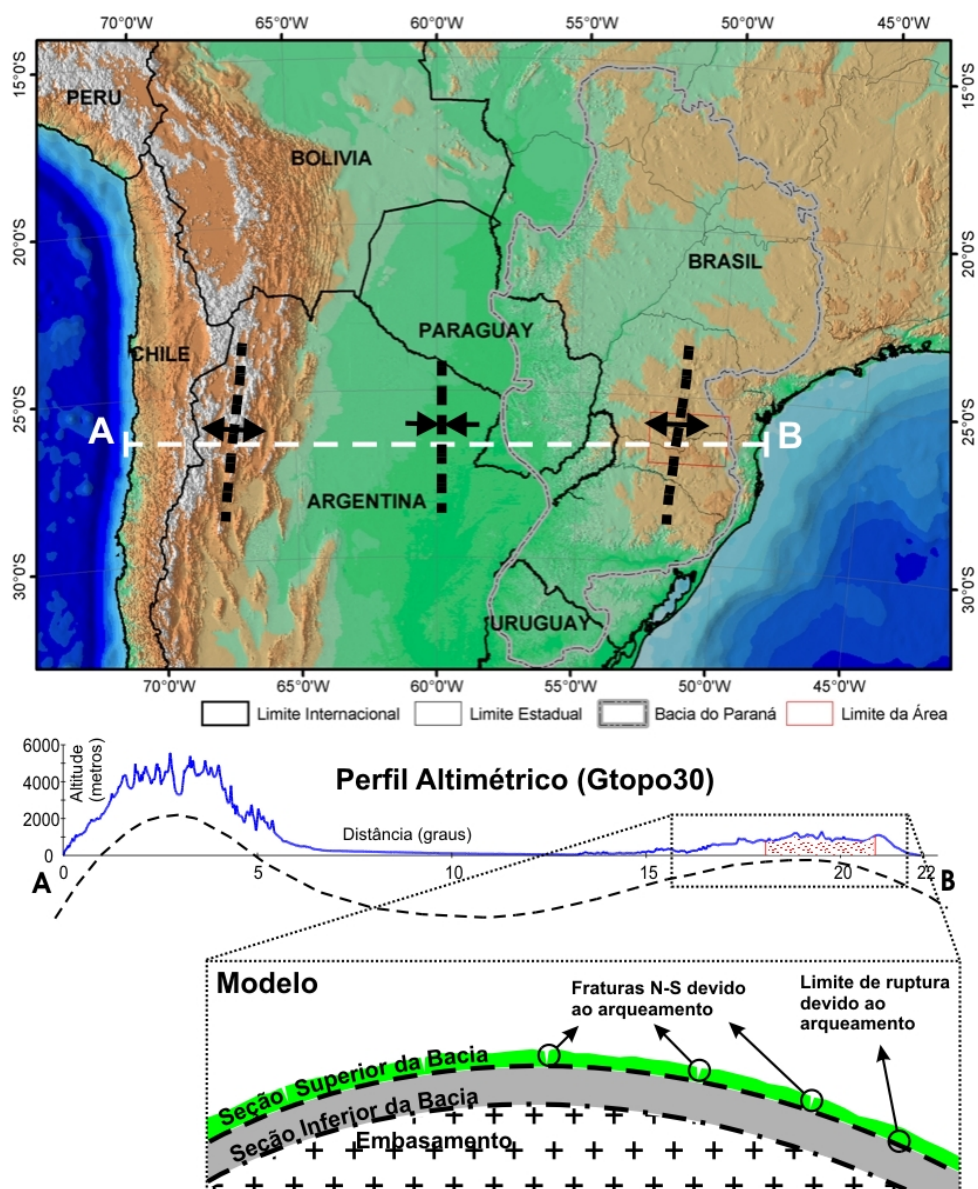 70°0'W 65°0'W 60°0'W 55°0'W 50°0'W 45°0'W
15°0'S 15°0'S
PERU
BOLIVIA
20°0'S 20°0'S
BRASIL
PARAGUAY
CHILE
25°0'S 25°0'S
A B
ARGENTINA
30°0'S 30°0'S
URUGUAY
70°0'W 65°0'W 60°0'W 55°0'W 50°0'W 45°0'W
Limite Internacional Limite Estadual Bacia do Paraná Limite da Área
6000
4000
2000
0
Altitude
(metros)
Perfil Altimétrico (Gtopo30)
Distância (graus)
A 0 5 10 15 20 22 B
Modelo
Fraturas N-S devido
ao arqueamento
Limite de ruptura
devido ao
arqueamento
Seção Superior da Bacia
Seção Inferior da Bacia
Embasamento